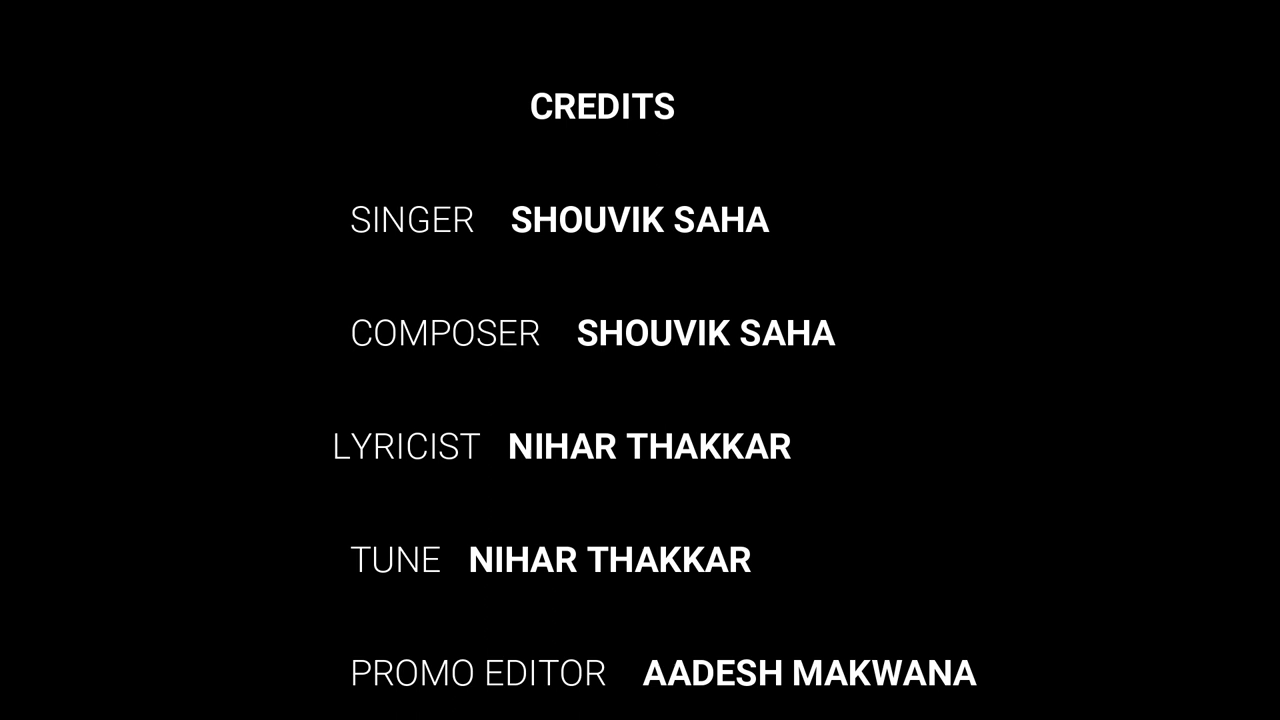 CREDITS
SINGER SHOUVIK SAHA
COMPOSER SHOUVIK SAHA
LYRICIST NIHAR THAKKAR
TUNE NIHAR THAKKAR
PROMO EDITOR AADESH MAKWANA